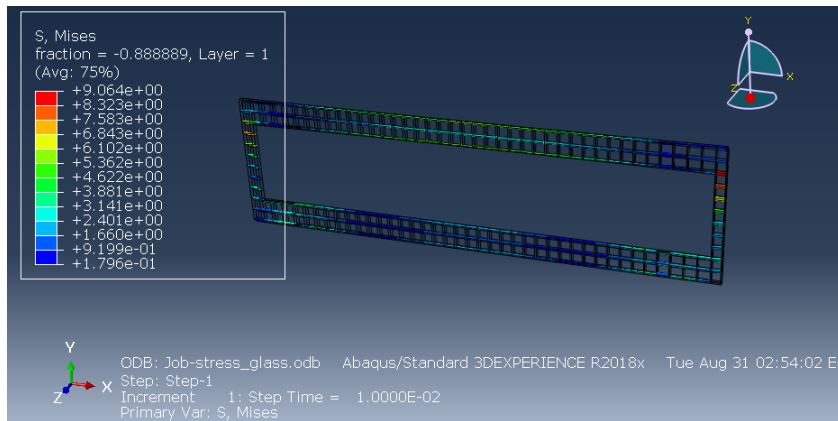 S, Mises
fraction = -0.888889, Layer = 1
(Avg: 75%)
+9.064e+00
+8.323e+00
+7.583e+00
+6.843e+00
+6.102e+00
+5.362e+00
+4.622e+00
+3.881e+00
+3.141e+00
+2.401e+00
+1.660e+00
+9.199e-01
+1.796e-01
Y
X
Z
Y
X
Z
ODB: Job-stress_glass.odb Abaqus/Standard 3DEXPERIENCE R2018x Tue Aug 31 02:54:02 E
Step: Step-1
Increment 1: Step Time = 1.0000E-02
Primary Var: S, Mises